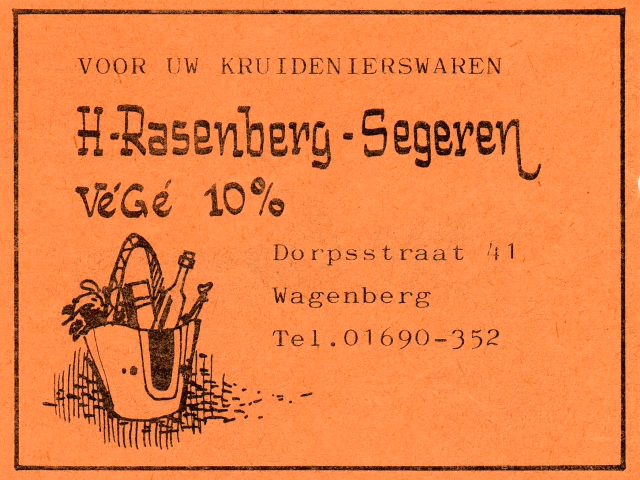 VOOR UW KRUIDENIERSWAREN
H-Rasenberg-Segeren
VéGé 10%
Dorpsstraat 41
Wagenberg
Tel.01690-352